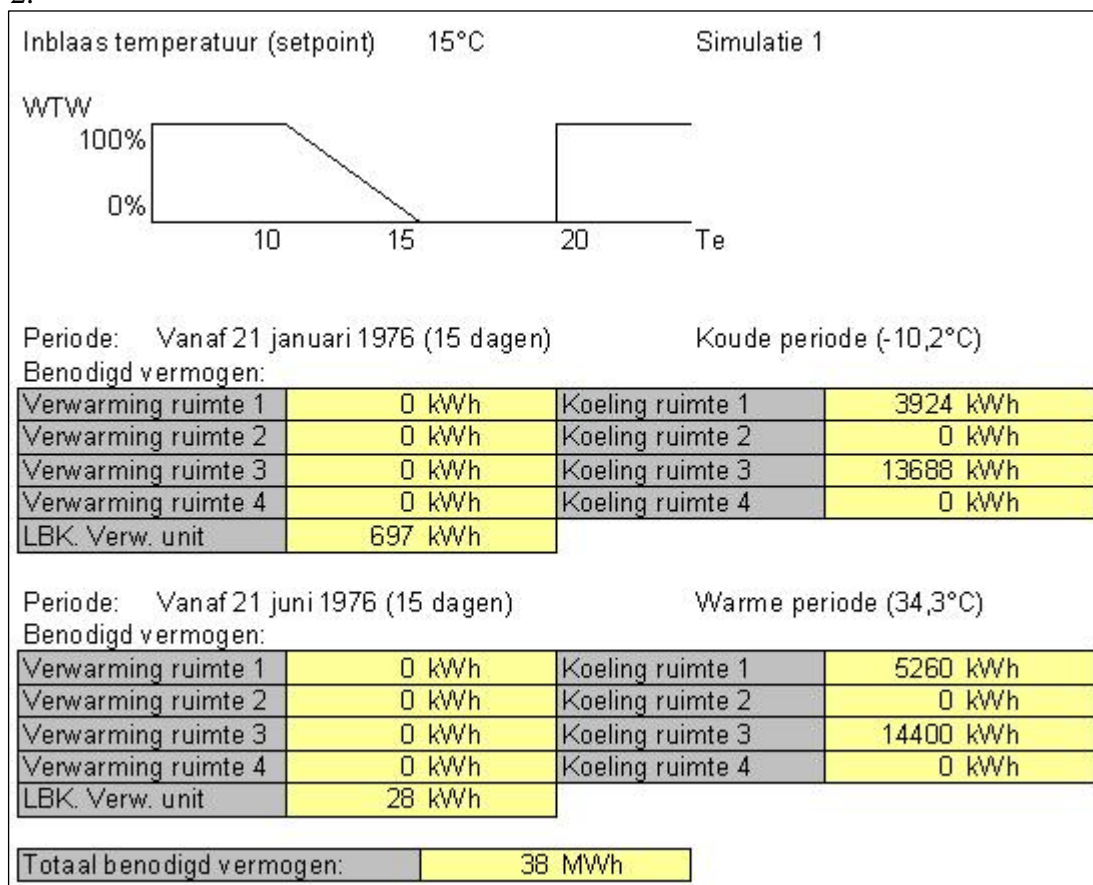 2.
Inblaas temperatuur (setpoint) 15°C Simulatie 1
WTW
100%
0%
10 15 20 Te
Periode: Vanaf 21 januari 1976 (15 dagen) Koude periode (-10,2°C)
Benodigd vermogen:
Verwarming ruimte 1 0 kWh Koeling ruimte 1 3924 kWh
Verwarming ruimte 2 0 kWh Koeling ruimte 2 0 kWh
Verwarming ruimte 3 0 kWh Koeling ruimte 3 13688 kWh
Verwarming ruimte 4 0 kWh Koeling ruimte 4 0 kWh
LBK. Verw. unit 697 kWh
Periode: Vanaf 21 juni 1976 (15 dagen) Warme periode (34,3°C)
Benodigd vermogen:
Verwarming ruimte 1 0 kWh Koeling ruimte 1 5260 kWh
Verwarming ruimte 2 0 kWh Koeling ruimte 2 0 kWh
Verwarming ruimte 3 0 kWh Koeling ruimte 3 14400 kWh
Verwarming ruimte 4 0 kWh Koeling ruimte 4 0 kWh
LBK. Verw. unit 28 kWh
Totaal benodigd vermogen: 38 MWh